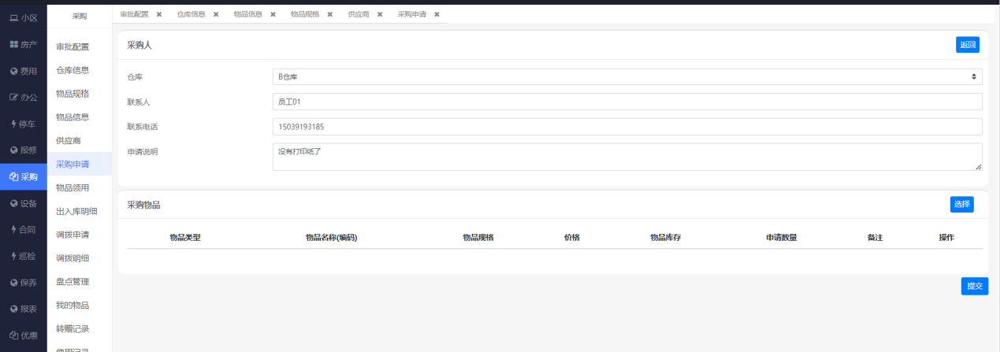 小区
房产
费用
办公
停车
报修
采购
设备
合同
巡检
保养
报表
优惠
采购
审批配置
仓库信息
物品规格
物品信息
供应商
采购申请
物品领用
出入库明细
调拨申请
调拨明细
盘点管理
我的物品
转赠记录
使用记录
审批配置 ✖ 仓库信息 ✖ 物品信息 ✖ 物品规格 ✖ 供应商 ✖ 采购申请 ✖
采购人 返回
仓库 B仓库
联系人 员工01
联系电话 15039193185
申请说明 没有打印纸了
采购物品 选择
物品类型 物品名称(编码) 物品规格 价格 物品库存 申请数量 备注 操作
提交